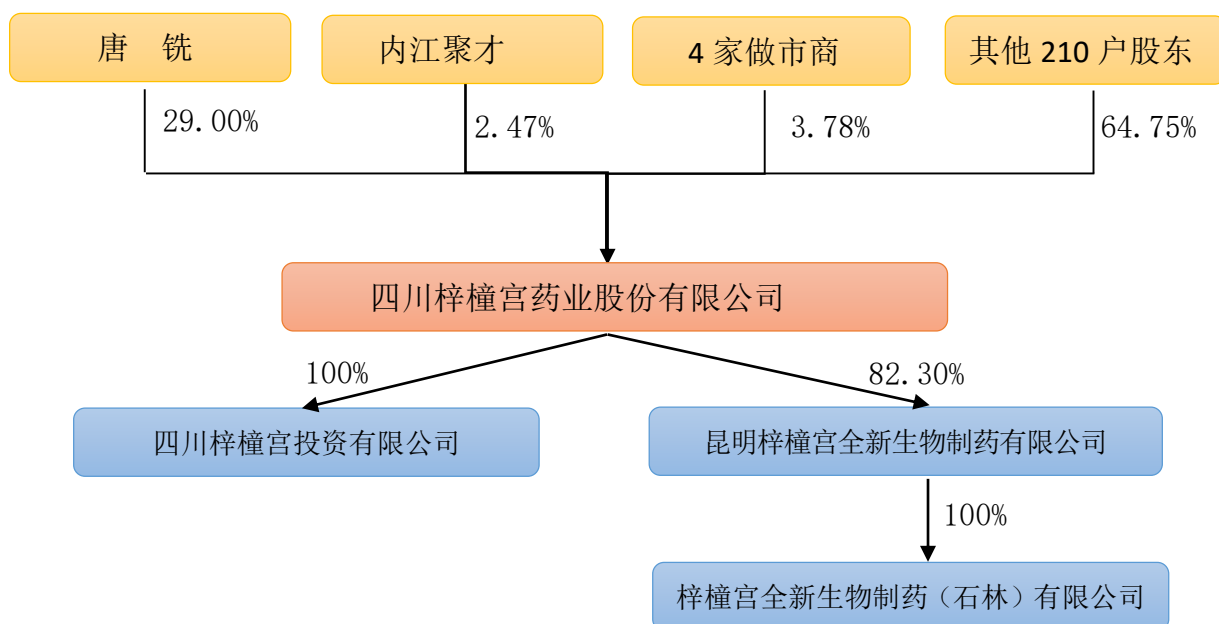 唐 铣
内江聚才
4 家做市商
其他 210 户股东
29.00%
2.47%
3.78%
64.75%
四川梓橦宫药业股份有限公司
100%
82.30%
四川梓橦宫投资有限公司
昆明梓橦宫全新生物制药有限公司
100%
梓橦宫全新生物制药（石林）有限公司